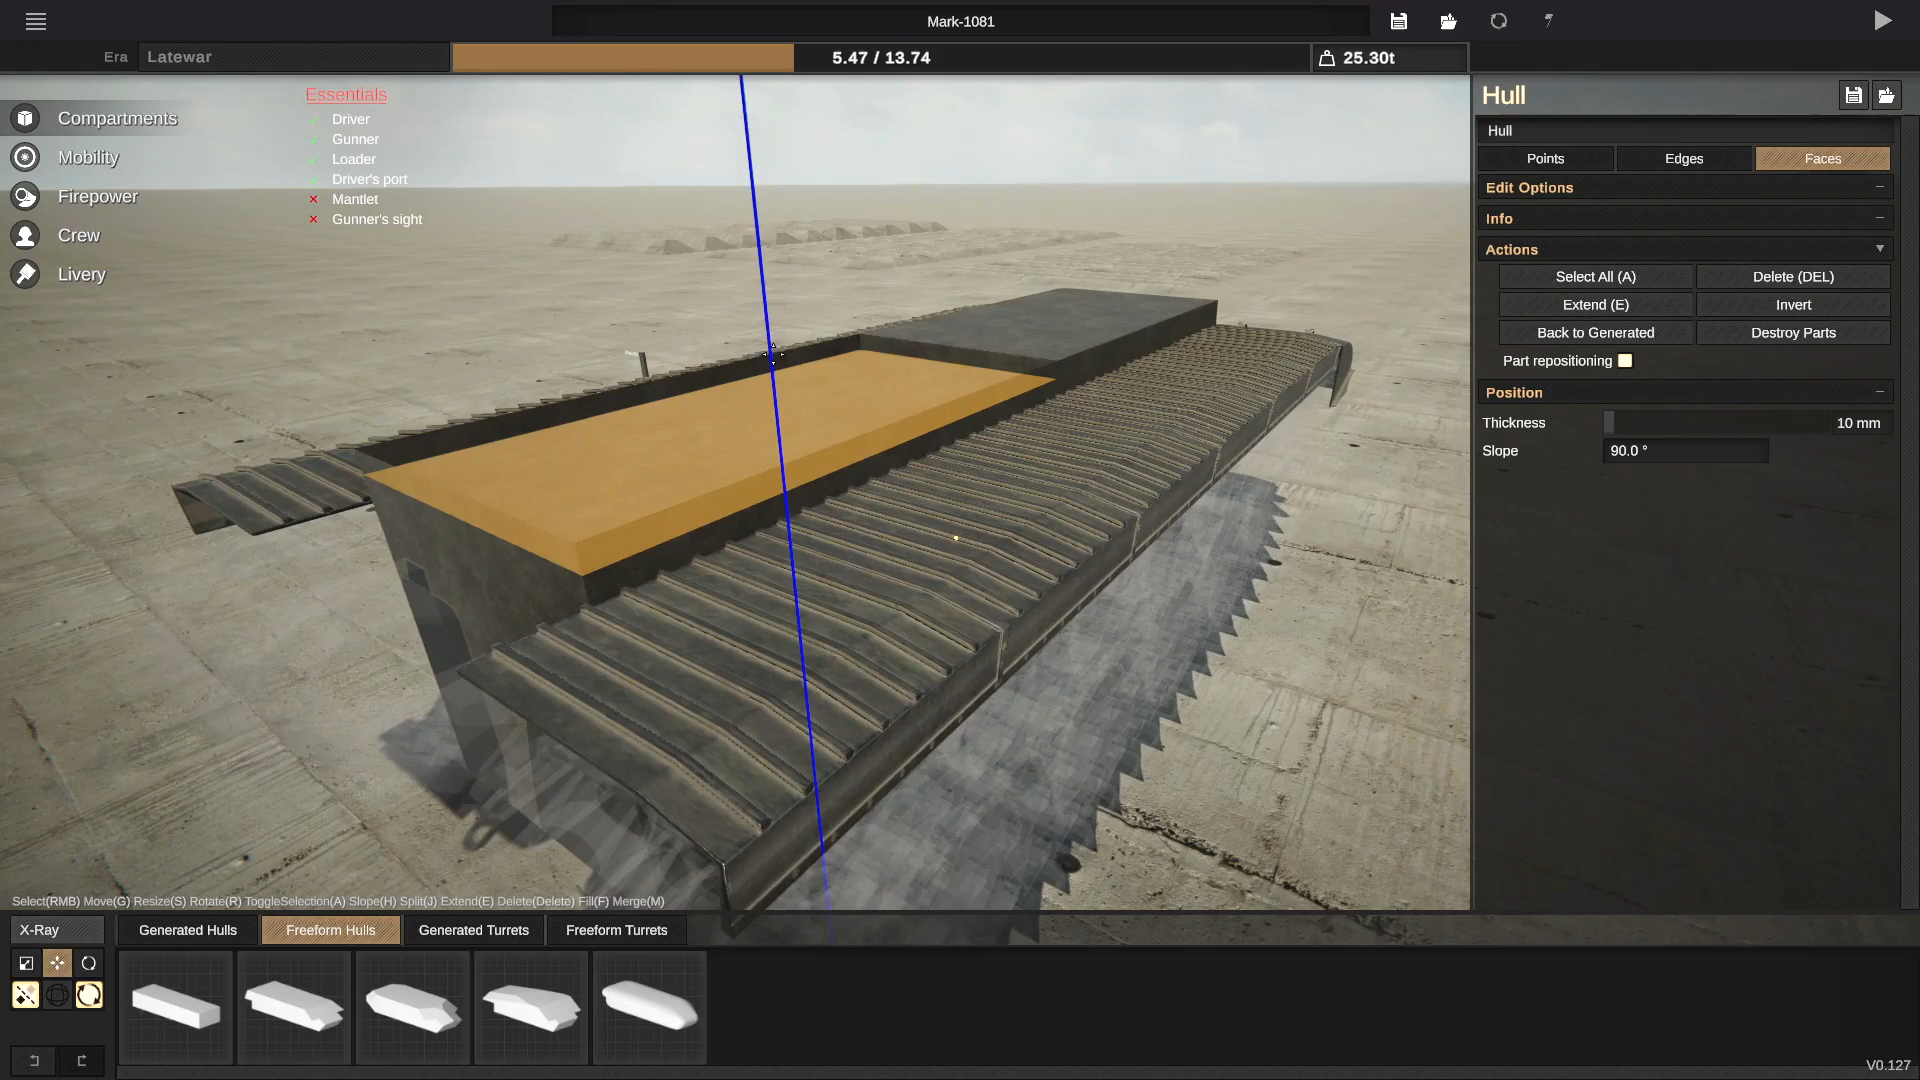 Mark-1081
Era Latewar 5.47 / 13.74 25.30t
Compartments
Mobility
Firepower
Crew
Livery
Essentials
Driver
Gunner
Loader
Driver's port
Mantlet
Gunner's sight
Hull
Hull
Points Edges Faces
Edit Options
Info
Actions
Select All (A) Delete (DEL)
Extend (E) Invert
Back to Generated Destroy Parts
Part repositioning
Position
Thickness 10 mm
Slope 90.0 °
Select(RMB) Move(G) Resize(S) Rotate(R) ToggleSelection(A) Slope(H) Split(J) Extend(E) Delete(Delete) Fill(F) Merge(M)
X-Ray Generated Hulls Freeform Hulls Generated Turrets Freeform Turrets
V0.127